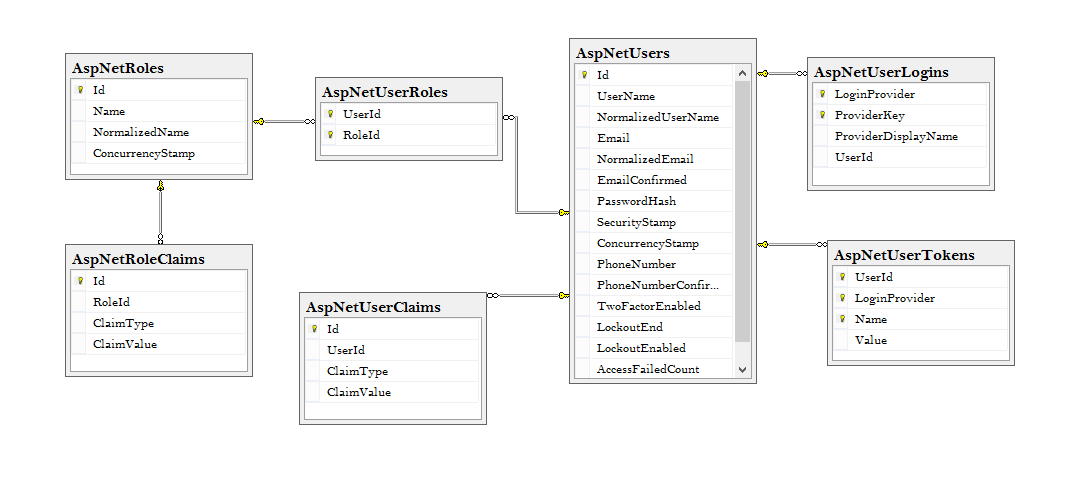 AspNetRoles
Id
Name
NormalizedName
ConcurrencyStamp
AspNetUserRoles
UserId
RoleId
AspNetUsers
Id
UserName
NormalizedUserName
Email
NormalizedEmail
EmailConfirmed
PasswordHash
SecurityStamp
ConcurrencyStamp
PhoneNumber
PhoneNumberConfir...
TwoFactorEnabled
LockoutEnd
LockoutEnabled
AccessFailedCount
AspNetUserLogins
LoginProvider
ProviderKey
ProviderDisplayName
UserId
AspNetRoleClaims
Id
RoleId
ClaimType
ClaimValue
AspNetUserClaims
Id
UserId
ClaimType
ClaimValue
AspNetUserTokens
UserId
LoginProvider
Name
Value